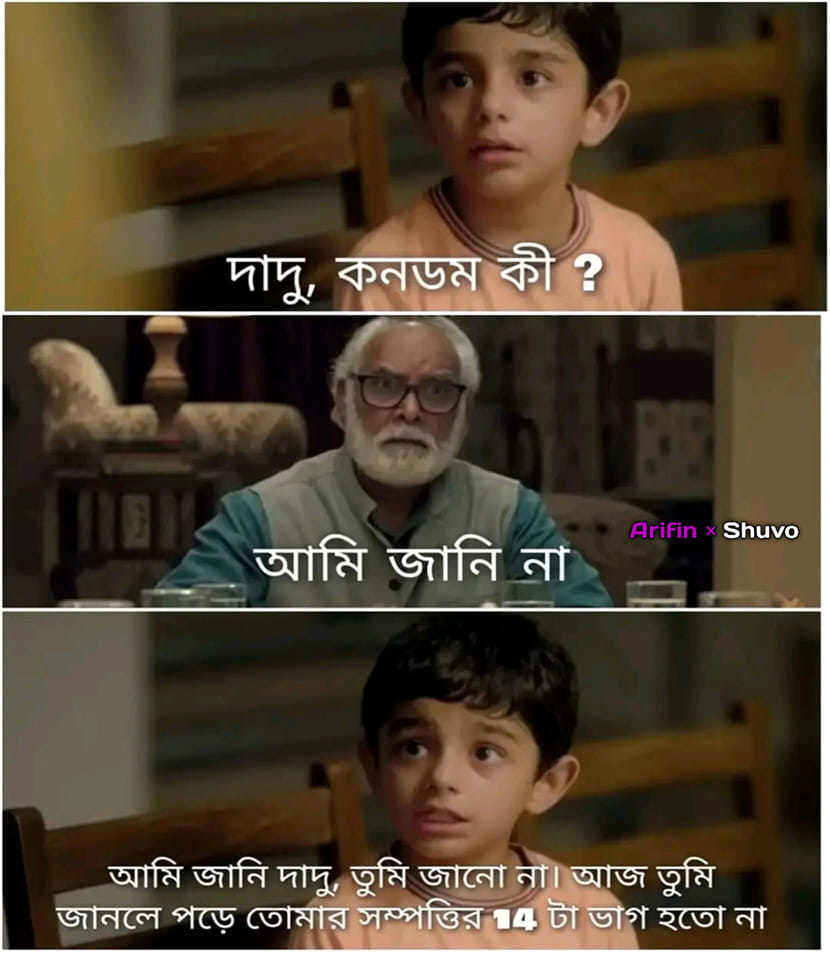 দাদু, কনডম কী ?
Arifin × Shuvo
আমি জানি না
আমি জানি দাদু, তুমি জানো না। আজ তুমি
জানলে পড়ে তোমার সম্পত্তির 14 টা ভাগ হতো না